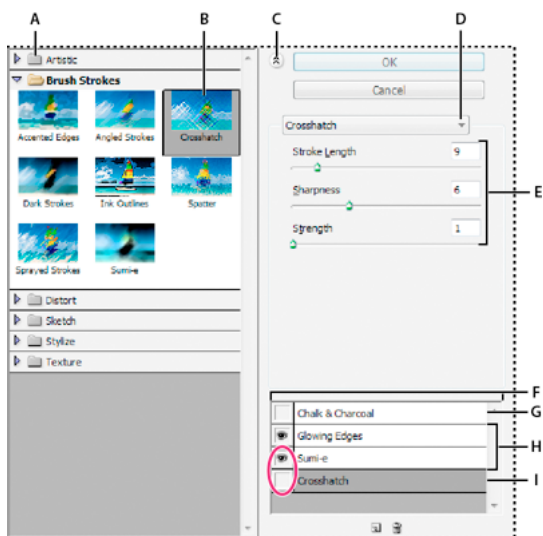 A
B
C
D
Artistic
OK
Brush Strokes
Cancel
Accented Edges
Angled Strokes
Crosshatch
Crosshatch
Stroke Length
9
E
Sharpness
6
Dark Strokes
Ink Outlines
Spatter
Strength
1
Sprayed Strokes
Sumi-e
Distort
Sketch
Stylize
Texture
F
Chalk & Charcoal
G
Glowing Edges
H
Sumi-e
Crosshatch
I